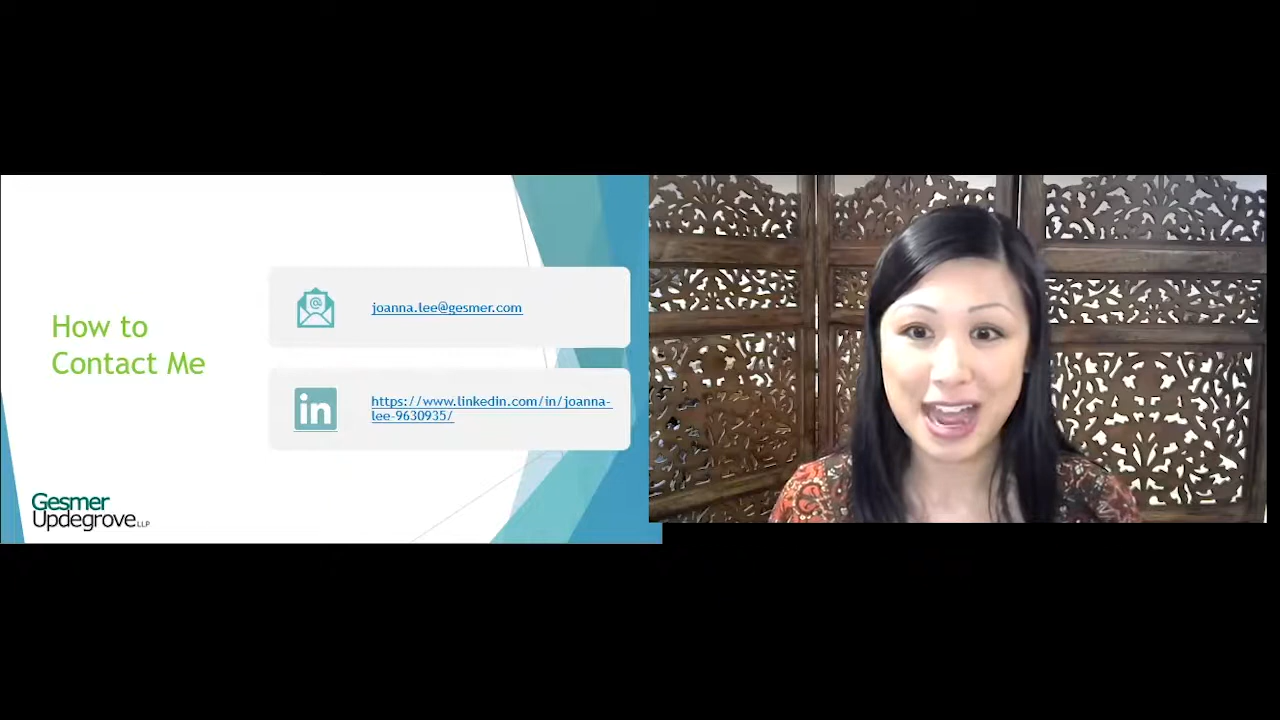 How to
Contact Me
@
joanna.lee@gesmer.com
in
https://www.linkedin.com/in/joanna-
lee-9630935/
Gesmer
Updegrove LLP